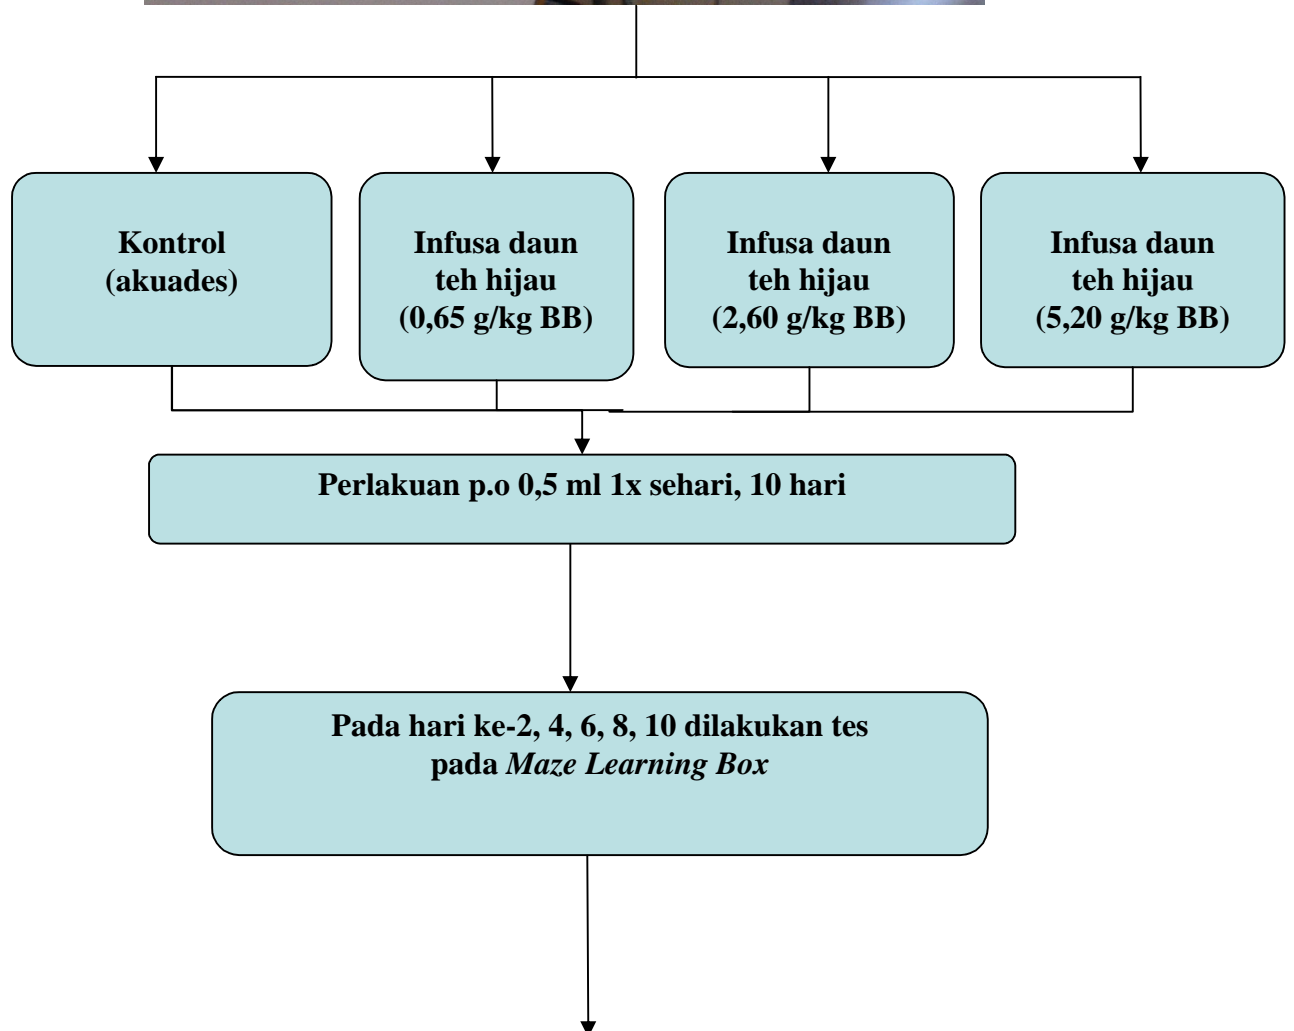 Kontrol
(akuades)
Infusa daun
teh hijau
(0,65 g/kg BB)
Infusa daun
teh hijau
(2,60 g/kg BB)
Infusa daun
teh hijau
(5,20 g/kg BB)
Perlakuan p.o 0,5 ml 1x sehari, 10 hari
Pada hari ke-2, 4, 6, 8, 10 dilakukan tes
pada Maze Learning Box